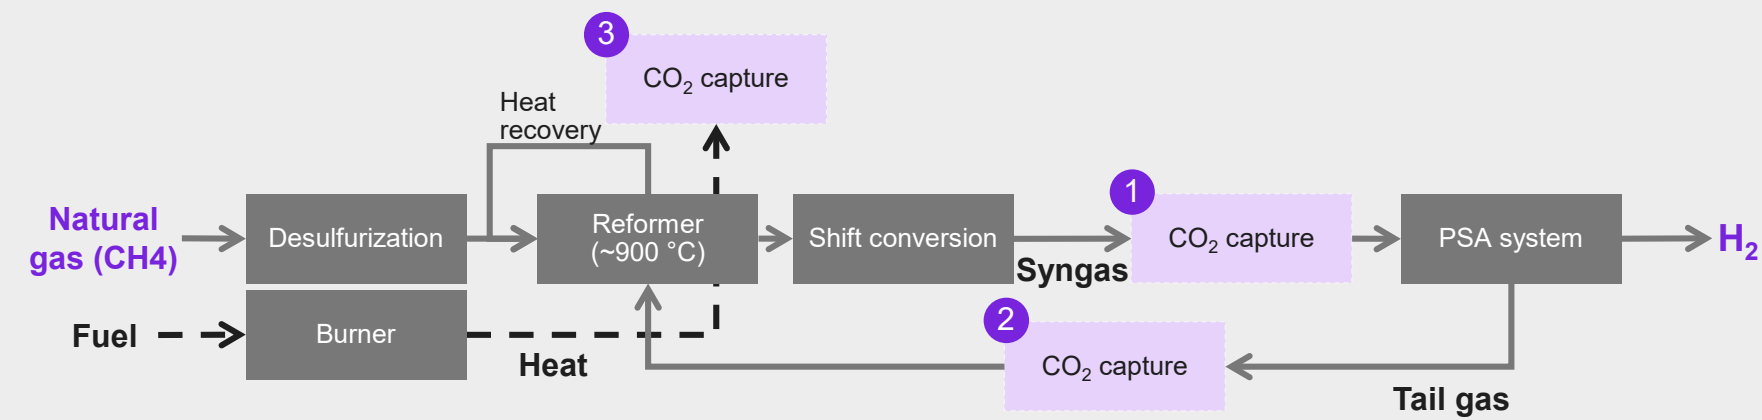 3
CO₂ capture
Heat
recovery
Natural
gas (CH4)
Desulfurization
Reformer
(~900 °C)
Shift conversion
Syngas
1
CO₂ capture
PSA system
H₂
Fuel
Burner
Heat
2
CO₂ capture
Tail gas